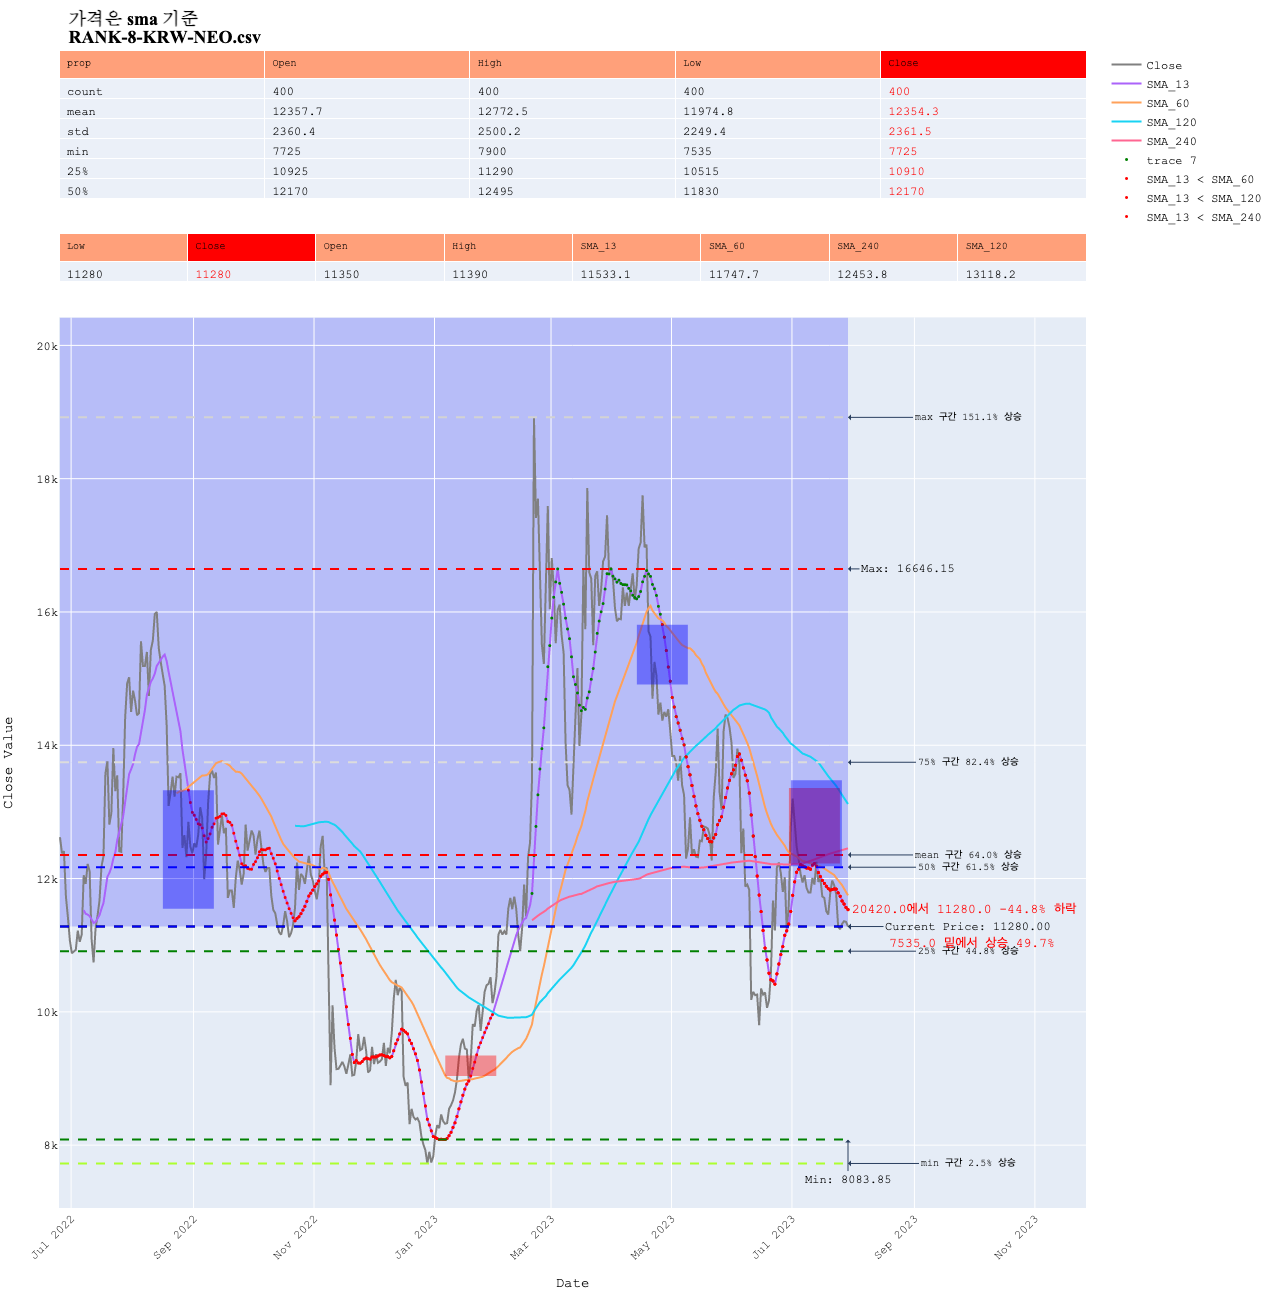 가격은 sma 기준
RANK-8-KRW-NEO.csv
prop Open High Low Close
count 400 400 400 400
mean 12357.7 12772.5 11974.8 12354.3
std 2360.4 2500.2 2249.4 2361.5
min 7725 7900 7535 7725
25% 10925 11290 10515 10910
50% 12170 12495 11830 12170
Low Close Open High SMA_13 SMA_60 SMA_240 SMA_120
11280 11280 11350 11390 11533.1 11747.7 12453.8 13118.2
Close
SMA_13
SMA_60
SMA_120
SMA_240
trace 7
SMA_13 < SMA_60
SMA_13 < SMA_120
SMA_13 < SMA_240
20k
18k
16k
14k
12k
10k
8k
Close Value
max 구간 151.1% 상승
Max: 16646.15
75% 구간 82.4% 상승
mean 구간 64.0% 상승
50% 구간 61.5% 상승
20420.0에서 11280.0 -44.8% 하락
Current Price: 11280.00
7535.0 밑에서 상승 49.7%
25% 구간 44.8% 상승
min 구간 2.5% 상승
Min: 8083.85
Jul 2022
Sep 2022
Nov 2022
Jan 2023
Mar 2023
May 2023
Jul 2023
Sep 2023
Nov 2023
Date